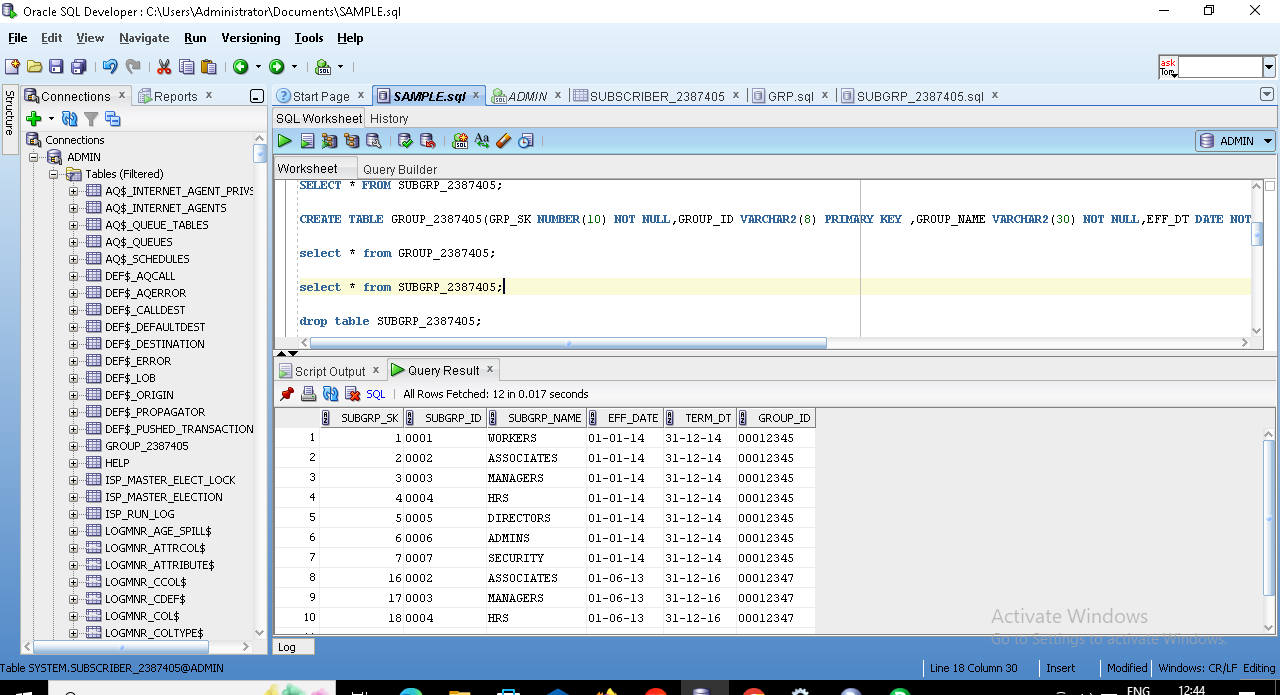 Oracle SQL Developer : C:\Users\Administrator\Documents\SAMPLE.sql
File Edit View Navigate Run Versioning Tools Help
ask Tom
Structure
Connections x Reports x
Start Page x SAMPLE.sql x ADMIN x SUBSCRIBER_2387405 x GRP.sql x SUBGRP_2387405.sql x
SQL Worksheet History
ADMIN
Worksheet Query Builder
Connections
ADMIN
Tables (Filtered)
AQ$_INTERNET_AGENT_PRIVS
AQ$_INTERNET_AGENTS
AQ$_QUEUE_TABLES
AQ$_QUEUES
AQ$_SCHEDULES
DEF$_AQCALL
DEF$_AQERROR
DEF$_CALLDEST
DEF$_DEFAULTDEST
DEF$_DESTINATION
DEF$_ERROR
DEF$_LOB
DEF$_ORIGIN
DEF$_PROPAGATOR
DEF$_PUSHED_TRANSACTION
GROUP_2387405
HELP
ISP_MASTER_ELECT_LOCK
ISP_MASTER_ELECTION
ISP_RUN_LOG
LOGMNR_AGE_SPILL$
LOGMNR_ATTRCOL$
LOGMNR_ATTRIBUTE$
LOGMNR_CCOL$
LOGMNR_CDEF$
LOGMNR_COL$
LOGMNR_COLTYPE$
SELECT * FROM SUBGRP_2387405;
CREATE TABLE GROUP_2387405(GRP_SK NUMBER(10) NOT NULL,GROUP_ID VARCHAR2(8) PRIMARY KEY ,GROUP_NAME VARCHAR2(30) NOT NULL,EFF_DT DATE NOT
select * from GROUP_2387405;
select * from SUBGRP_2387405;
drop table SUBGRP_2387405;
Script Output x Query Result x
SQL | All Rows Fetched: 12 in 0.017 seconds
SUBGRP_SK SUBGRP_ID SUBGRP_NAME EFF_DATE TERM_DT GROUP_ID
1 1 0001 WORKERS 01-01-14 31-12-14 00012345
2 2 0002 ASSOCIATES 01-01-14 31-12-14 00012345
3 3 0003 MANAGERS 01-01-14 31-12-14 00012345
4 4 0004 HRS 01-01-14 31-12-14 00012345
5 5 0005 DIRECTORS 01-01-14 31-12-14 00012345
6 6 0006 ADMINS 01-01-14 31-12-14 00012345
7 7 0007 SECURITY 01-01-14 31-12-14 00012345
8 16 0002 ASSOCIATES 01-06-13 31-12-16 00012347
9 17 0003 MANAGERS 01-06-13 31-12-16 00012347
10 18 0004 HRS 01-06-13 31-12-16 00012347
Activate Windows
Go to Settings to activate Windows.
Log
Table SYSTEM.SUBSCRIBER_2387405@ADMIN
Line 18 Column 30 Insert Modified Windows: CR/LF Editing
ENG 12:44